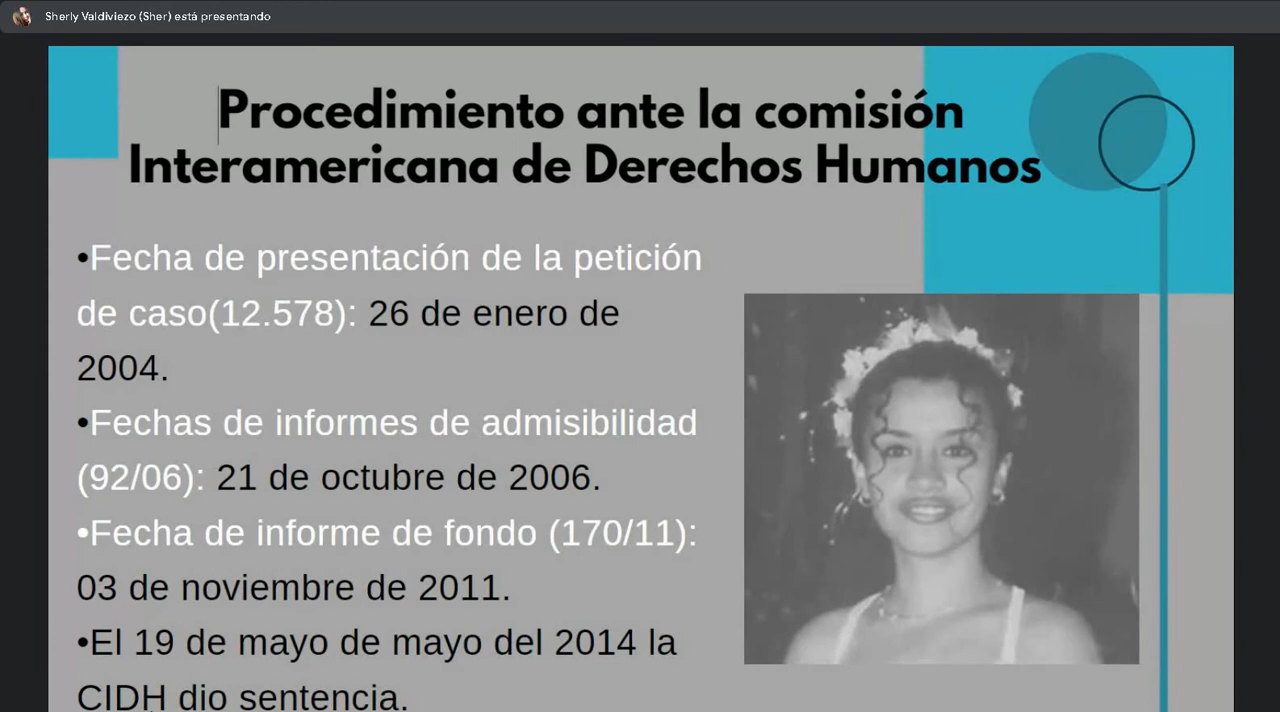 Sherly Valdiviezo (Sher) está presentando
Procedimiento ante la comisión
Interamericana de Derechos Humanos
•Fecha de presentación de la petición
de caso(12.578): 26 de enero de
2004.
•Fechas de informes de admisibilidad
(92/06): 21 de octubre de 2006.
•Fecha de informe de fondo (170/11):
03 de noviembre de 2011.
•El 19 de mayo de mayo del 2014 la
CIDH dio sentencia.